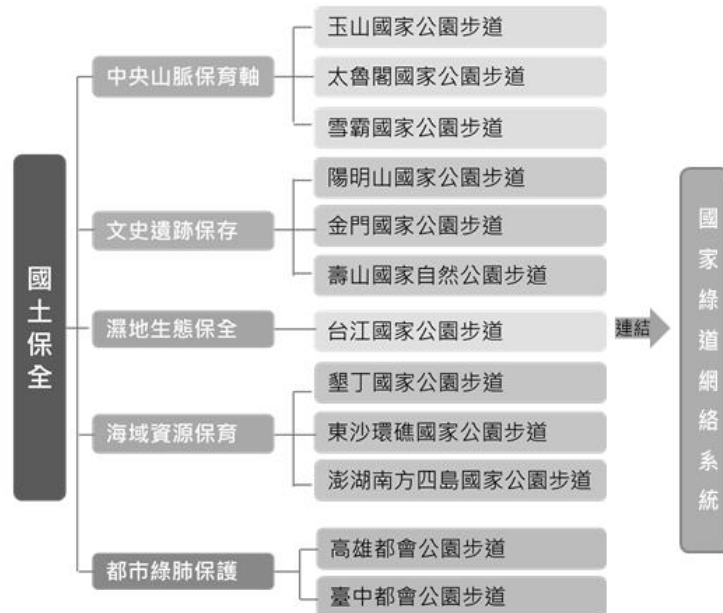 國土保全
中央山脈保育軸
玉山國家公園步道
太魯閣國家公園步道
雪霸國家公園步道
文史遺跡保存
陽明山國家公園步道
金門國家公園步道
壽山國家自然公園步道
濕地生態保全
台江國家公園步道
海域資源保育
墾丁國家公園步道
東沙環礁國家公園步道
澎湖南方四島國家公園步道
都市綠肺保護
高雄都會公園步道
臺中都會公園步道
連結
國家綠道網絡系統